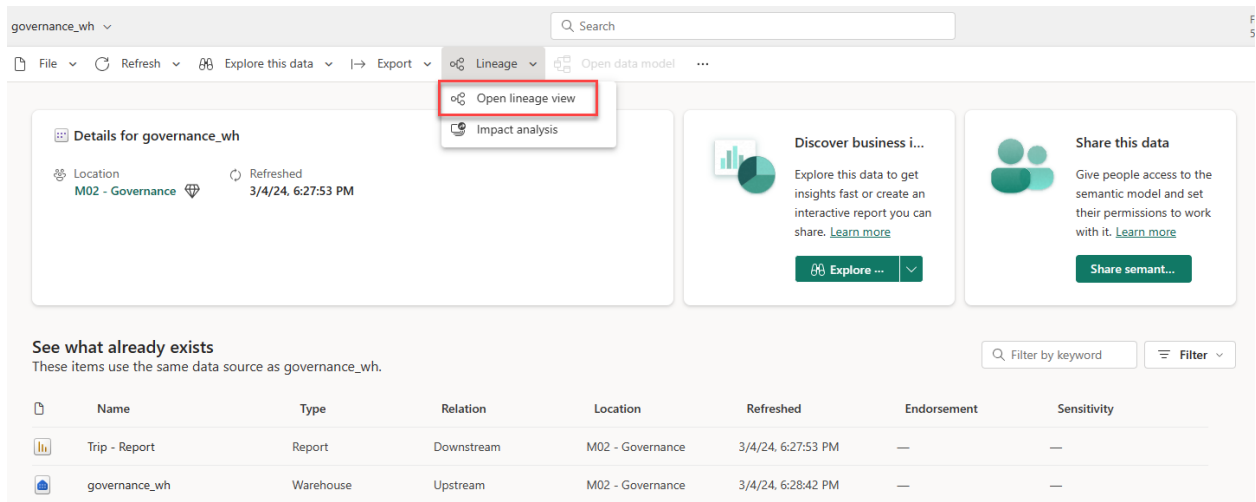 governance_wh
Search
File Refresh Explore this data Export Lineage Open data model ...
Open lineage view
Impact analysis
Details for governance_wh
Location
M02 - Governance
Refreshed
3/4/24, 6:27:53 PM
Discover business i...
Explore this data to get
insights fast or create an
interactive report you can
share. Learn more
Explore ...
Share this data
Give people access to the
semantic model and set
their permissions to work
with it. Learn more
Share semant...
See what already exists
These items use the same data source as governance_wh.
Filter by keyword
Filter
Name Type Relation Location Refreshed Endorsement Sensitivity
Trip - Report Report Downstream M02 - Governance 3/4/24, 6:27:53 PM — —
governance_wh Warehouse Upstream M02 - Governance 3/4/24, 6:28:42 PM — —